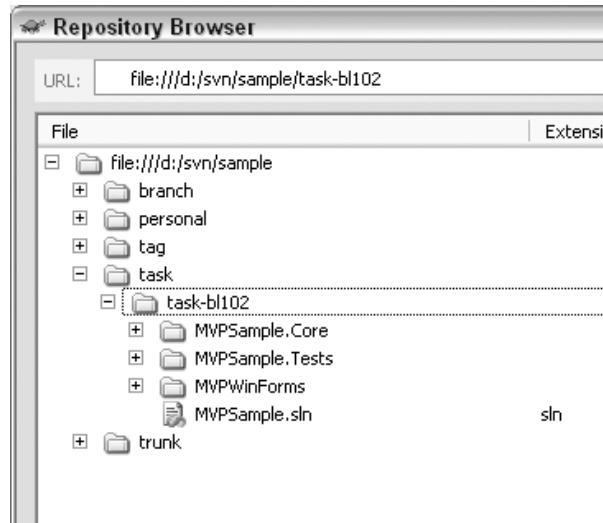 Repository Browser
URL: file:///d:/svn/sample/task-bl102
File Extensi
file:///d:/svn/sample
branch
personal
tag
task
task-bl102
MVPSample.Core
MVPSample.Tests
MVPWinForms
MVPSample.sln sln
trunk